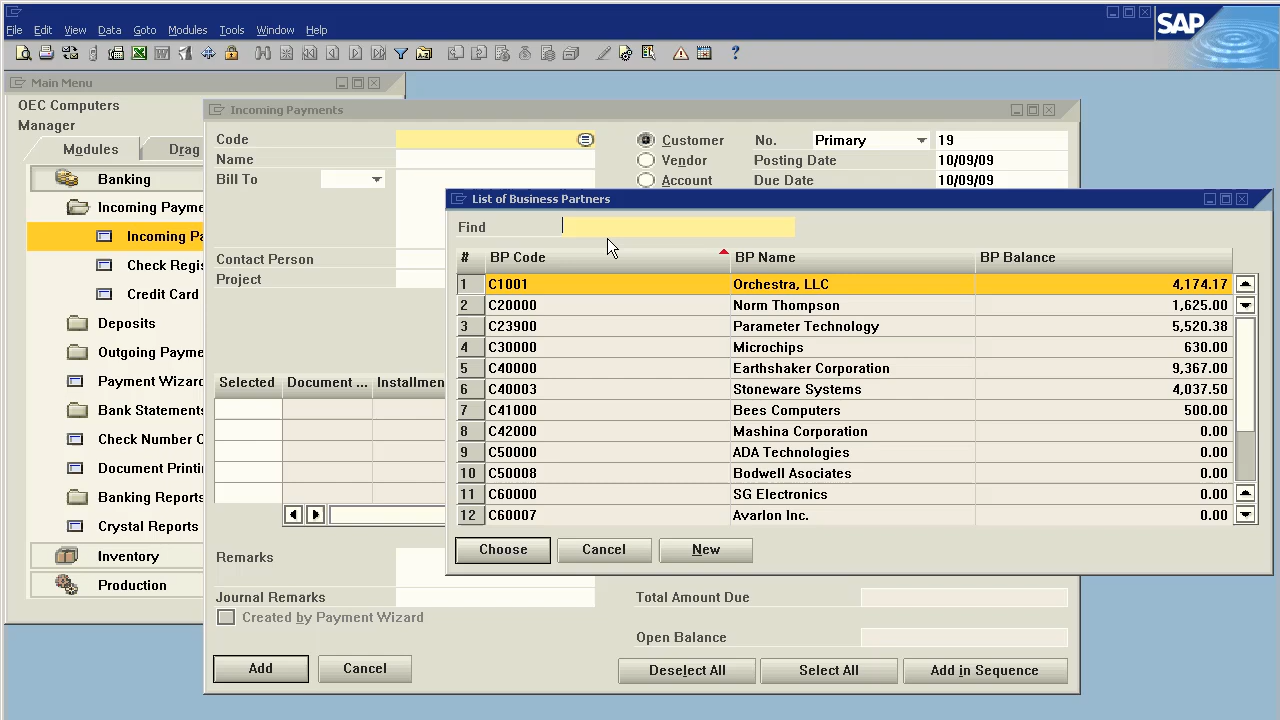 SAP
File Edit View Data Goto Modules Tools Window Help
Main Menu
OEC Computers
Manager
Modules Drag
Banking
Incoming Payme
Incoming Pa
Check Regi
Credit Card
Deposits
Outgoing Payme
Payment Wizard
Bank Statements
Check Number C
Document Printi
Banking Reports
Crystal Reports
Inventory
Production
Incoming Payments
Code
Name
Bill To
Contact Person
Project
Customer
Vendor
Account
No. Primary 19
Posting Date 10/09/09
Due Date 10/09/09
Selected Document ... Installmen
Remarks
Journal Remarks
Created by Payment Wizard
Total Amount Due
Open Balance
Add Cancel
Deselect All Select All Add in Sequence
List of Business Partners
Find
# BP Code BP Name BP Balance
1 C1001 Orchestra, LLC 4,174.17
2 C20000 Norm Thompson 1,625.00
3 C23900 Parameter Technology 5,520.38
4 C30000 Microchips 630.00
5 C40000 Earthshaker Corporation 9,367.00
6 C40003 Stoneware Systems 4,037.50
7 C41000 Bees Computers 500.00
8 C42000 Mashina Corporation 0.00
9 C50000 ADA Technologies 0.00
10 C50008 Bodwell Asociates 0.00
11 C60000 SG Electronics 0.00
12 C60007 Avarlon Inc. 0.00
Choose Cancel New